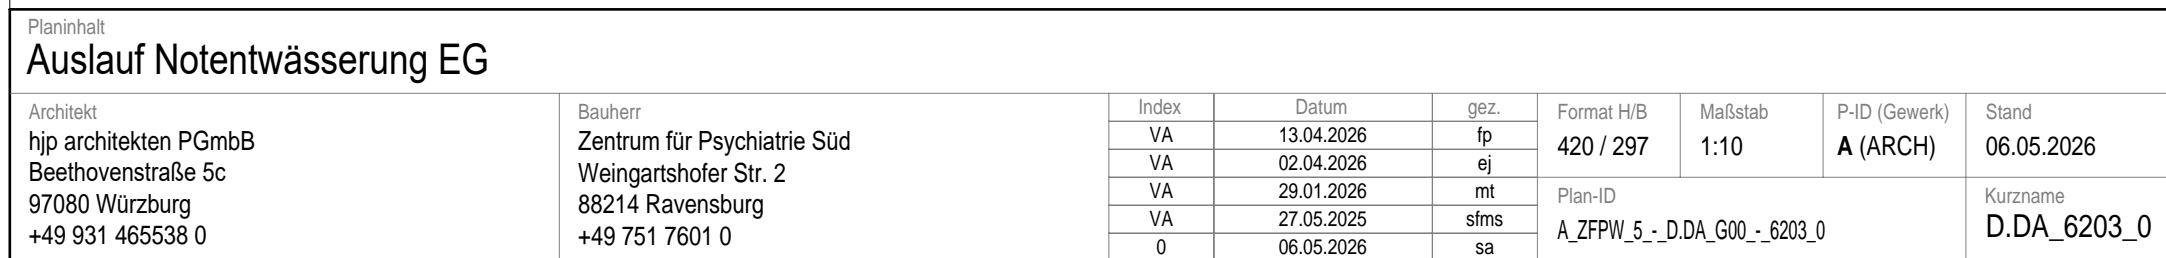 Planinhalt
Auslauf Notentwässerung EG
Architekt
hjp architekten PGmbB
Beethovenstraße 5c
97080 Würzburg
+49 931 465538 0
Bauherr
Zentrum für Psychiatrie Süd
Weingartshofer Str. 2
88214 Ravensburg
+49 751 7601 0
Index Datum gez.
VA 13.04.2026 fp
VA 02.04.2026 ej
VA 29.01.2026 mt
VA 27.05.2025 sfms
0 06.05.2026 sa
Format H/B
420 / 297
Maßstab
1:10
P-ID (Gewerk)
A (ARCH)
Stand
06.05.2026
Plan-ID
A_ZFPW_5_-_D.DA_G00_-_6203_0
Kurzname
D.DA_6203_0